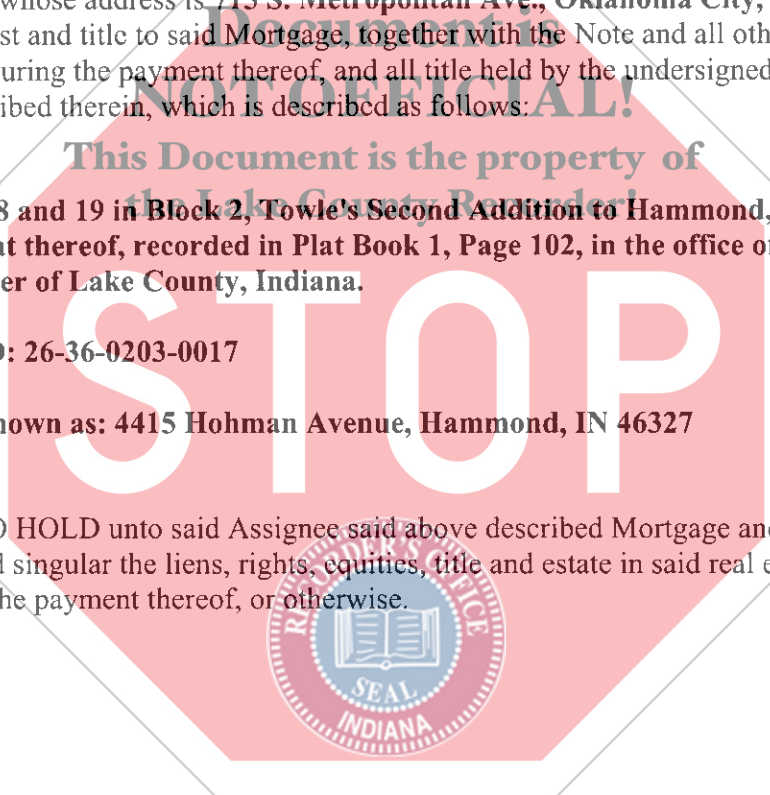 whose address is 715 S. Metropolitan Ave., Oklahoma City,
Document is
st and title to said Mortgage, together with the Note and all oth
uring the payment thereof, and all title held by the undersigned
NOT OFFICIAL!
ibed therein, which is described as follows:
This Document is the property of
the Lake County Recorder!
8 and 19 in Block 2, Towle's Second Addition to Hammond,
at thereof, recorded in Plat Book 1, Page 102, in the office o
er of Lake County, Indiana.
: 26-36-0203-0017
nown as: 4415 Hohman Avenue, Hammond, IN 46327
STOP
HOLD unto said Assignee said above described Mortgage an
d singular the liens, rights, equities, title and estate in said real e
he payment thereof, or otherwise.
RECORDER'S OFFICE
SEAL
INDIANA